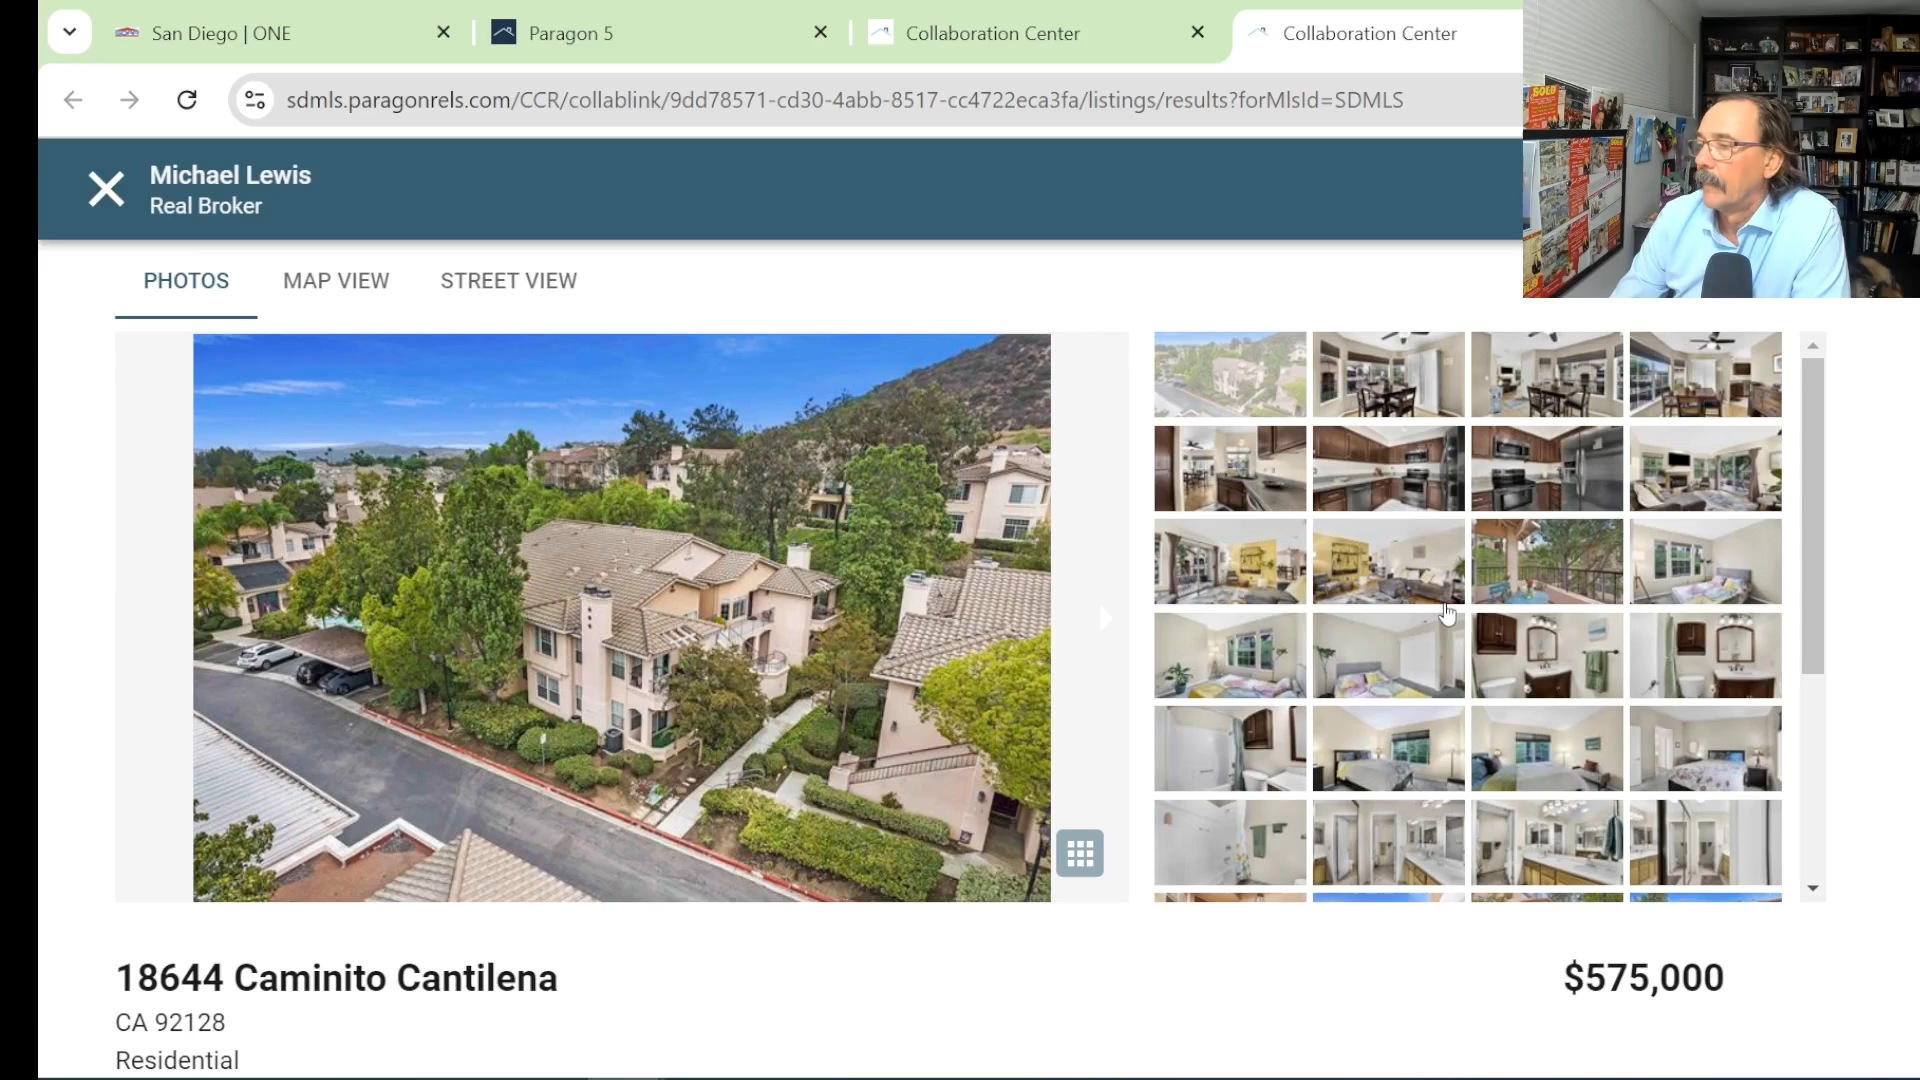 San Diego | ONE
Paragon 5
Collaboration Center
Collaboration Center
sdmls.paragonrels.com/CCR/collablink/9dd78571-cd30-4abb-8517-cc4722eca3fa/listings/results?forMlsId=SDMLS
SOLD
Michael Lewis
Real Broker
PHOTOS
MAP VIEW
STREET VIEW
18644 Caminito Cantilena
$575,000
CA 92128
Residential